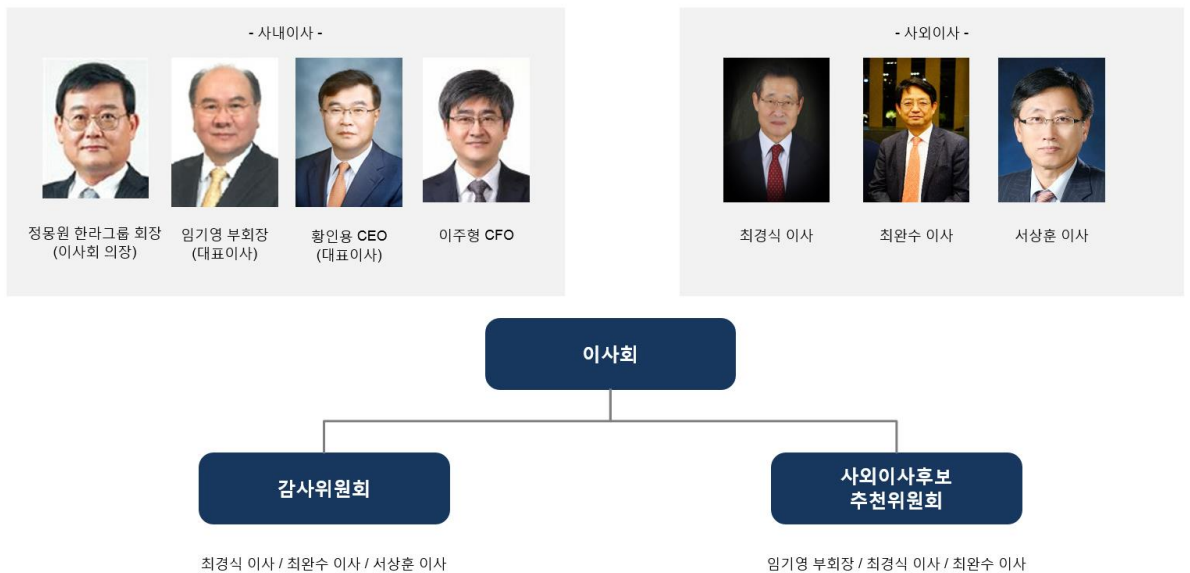 - 사내이사 -
정몽원 한라그룹 회장
(이사회 의장)
임기영 부회장
(대표이사)
황인용 CEO
(대표이사)
이주형 CFO
- 사외이사 -
최경식 이사
최완수 이사
서상훈 이사
이사회
감사위원회
최경식 이사 / 최완수 이사 / 서상훈 이사
사외이사후보
추천위원회
임기영 부회장 / 최경식 이사 / 최완수 이사